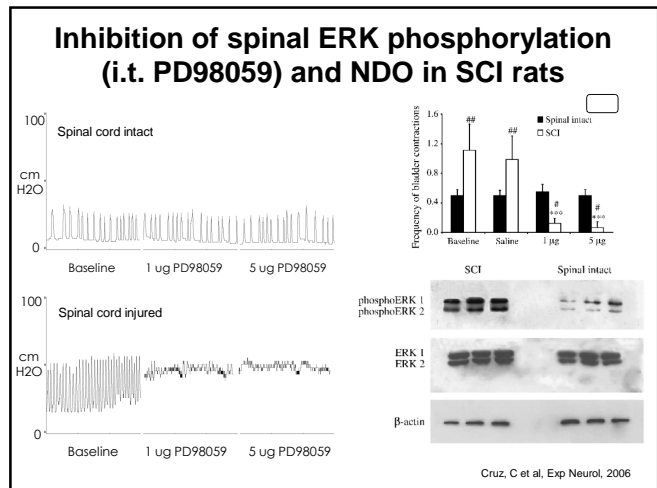 Inhibition of spinal ERK phosphorylation
(i.t. PD98059) and NDO in SCI rats
100
Spinal cord intact
cm
H2O
0
Baseline 1 ug PD98059 5 ug PD98059
100
Spinal cord injured
cm
H2O
0
Baseline 1 ug PD98059 5 ug PD98059
Frequency of bladder contractions
1.6
1.2
0.8
0.4
0.0
Spinal intact
SCI
##
##
#
***
#
***
Baseline Saline 1 µg 5 µg
SCI Spinal intact
phosphoERK 1
phosphoERK 2
ERK 1
ERK 2
β-actin
Cruz, C et al, Exp Neurol, 2006